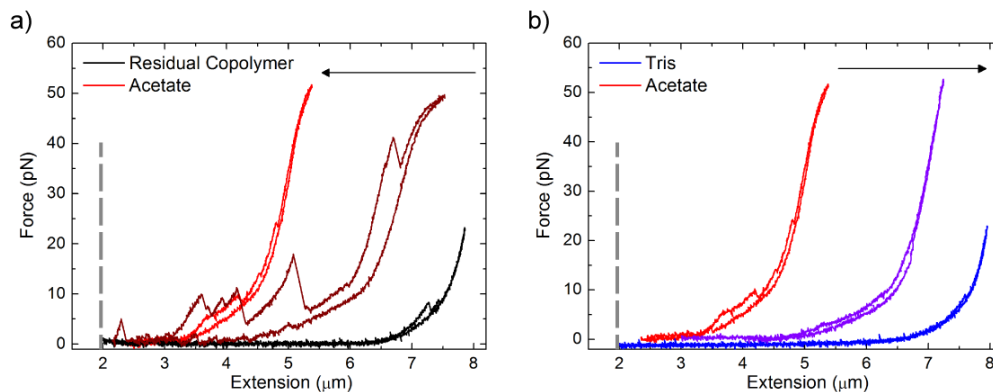 a)
60
50
40
30
20
10
0
Force (pN)
Residual Copolymer
Acetate
2 3 4 5 6 7 8
Extension (μm)
b)
60
50
40
30
20
10
0
Force (pN)
Tris
Acetate
2 3 4 5 6 7 8
Extension (μm)